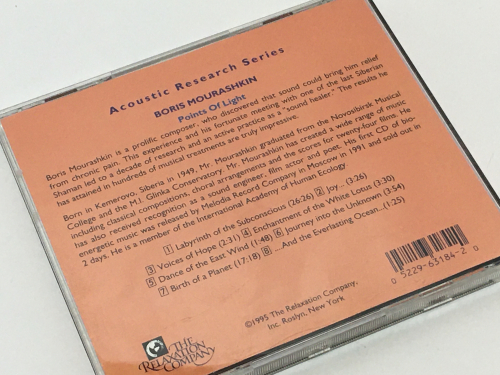 Acoustic Research Series
BORIS MOURASHKIN
Points Of Light
Boris Mourashkin is a prolific composer, who discovered that sound could bring him relief
from chronic pain. This experience and his fortunate meeting with one of the last Siberian
Shaman led to a decade of research and an active practice as a "sound healer." The results he
has attained in hundreds of musical treatments are truly impressive.
Born in Kemerovo, Siberia in 1949, Mr. Mourashkin graduated from the Novosibirsk Musical
College and the M.I. Glinka Conservatory. Mr. Mourashkin has created a wide range of music
including classical compositions, choral arrangements and the scores for twenty-four films. He
has also received recognition as a sound engineer, film actor and poet. His first CD of bio-
energetic music was released by Melodia Record Company in Moscow in 1991 and sold out in
2 days. He is a member of the International Academy of Human Ecology
1 Labyrinth of the Subconscious (26:26) 2 Joy... (3:26)
3 Voices of Hope (2:31) 4 Enchantment of the White Lotus (3:30)
5 Dance of the East Wind (1:48) 6 Journey into the Unknown (3:54)
7 Birth of a Planet (17:18) 8 ...And the Everlasting Ocean...(1:25)
0 5229-63184-2 0
©1995 The Relaxation Company,
Inc. Roslyn, New York
THE
RELAXATION
COMPANY